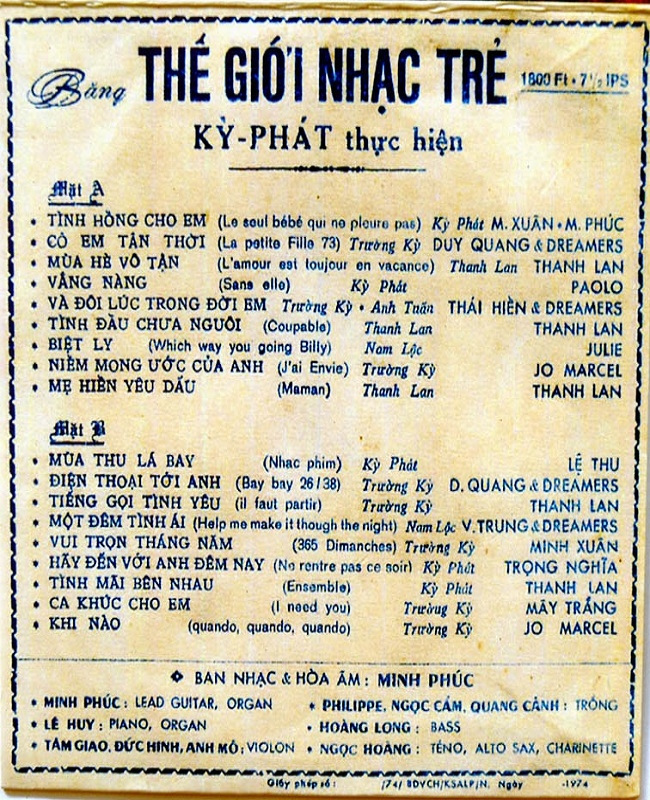 Băng THẾ GIỚI NHẠC TRẺ 1800 Ft • 7 1/2 IPS
KỲ-PHÁT thực hiện
Mặt A
• TÌNH HỒNG CHO EM (Le seul bébé qui ne pleure pas) Kỳ Phát M. XUÂN • M. PHÚC
• CÔ EM TÂN THỜI (La petite Fille 73) Trường Kỳ DUY QUANG & DREAMERS
• MÙA HÈ VÔ TẬN (L'amour est toujou en vacance) Thanh Lan THANH LAN
• VẮNG NÀNG (Sans elle) Kỳ Phát PAOLO
• VÀ ĐÔI LÚC TRONG ĐỜI EM Trường Kỳ • Anh Tuấn THÁI HIỀN & DREAMERS
• TÌNH ĐẦU CHƯA NGUÔI (Coupable) Thanh Lan THANH LAN
• BIỆT LY (Which way you going Billy) Nam Lộc JULIE
• NIỀM MONG ƯỚC CỦA ANH (J'ai Envie) Trường Kỳ JO MARCEL
• MẸ HIỀN YÊU DẤU (Maman) Thanh Lan THANH LAN
Mặt B
• MÙA THU LÁ BAY (Nhạc phim) Kỳ Phát LỆ THU
• ĐIỆN THOẠI TỚI ANH (Bay bay 26/38) Trường Kỳ D. QUANG & DREAMERS
• TIẾNG GỌI TÌNH YÊU (il faut partir) Trường Kỳ THANH LAN
• MỘT ĐÊM TÌNH ÁI (Help me make it though the night) Nam Lộc V. TRUNG & DREAMERS
• VUI TRỌN THÁNG NĂM (365 Dimanches) Trường Kỳ MINH XUÂN
• HÃY ĐẾN VỚI ANH ĐÊM NAY (Ne rentre pas ce soir) Kỳ Phát TRỌNG NGHĨA
• TÌNH MÃI BÊN NHAU (Ensemble) Kỳ Phát THANH LAN
• CA KHÚC CHO EM (I need you) Trường Kỳ MÂY TRẮNG
• KHI NÀO (quando, quando, quando) Trường Kỳ JO MARCEL
❖ BAN NHẠC & HÒA ÂM : MINH PHÚC
• MINH PHÚC : LEAD GUITAR, ORGAN • PHILIPPE, NGỌC CẨM, QUANG CẢNH : TRỐNG
• LÊ HUY : PIANO, ORGAN • HOÀNG LONG : BASS
• TÂM GIAO, ĐỨC HINH, ANH MÔ : VIOLON • NGỌC HOÀNG : TÉNO, ALTO SAX, CHARINETTE
Giấy phép số : /74/ BDVCH/KSALP/N. Ngày -1974